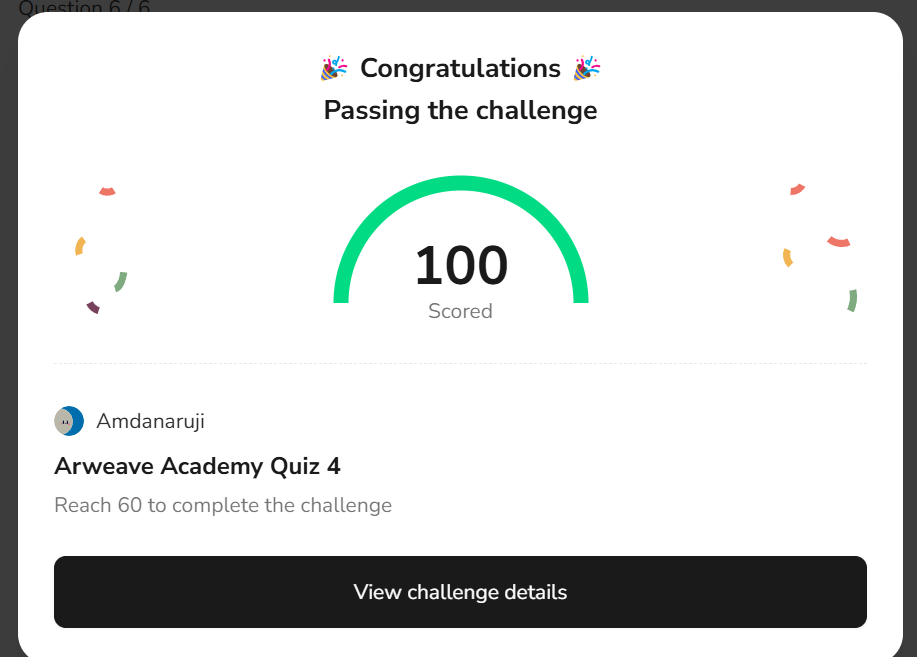 Question 6 / 6
🎉 Congratulations 🎉
Passing the challenge
100
Scored
Amdanaruji
Arweave Academy Quiz 4
Reach 60 to complete the challenge
View challenge details